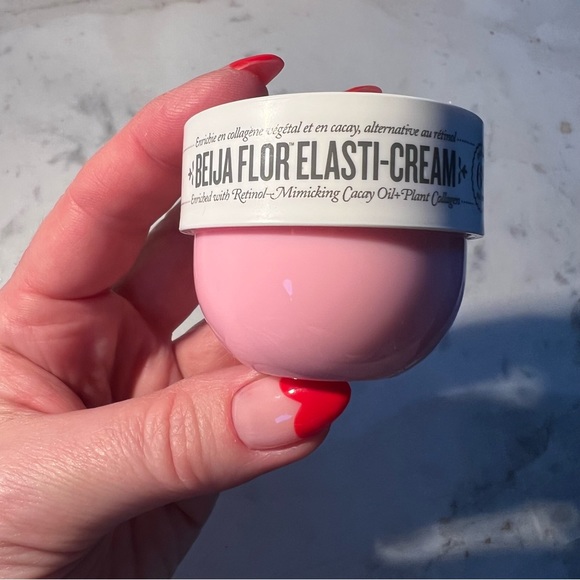 Enrichie en collagène végétal et en cacay, alternative au rétinol
BEIJA FLOR™ ELASTI-CREAM
Enriched with Retinol-Mimicking Cacay Oil+Plant Collagen